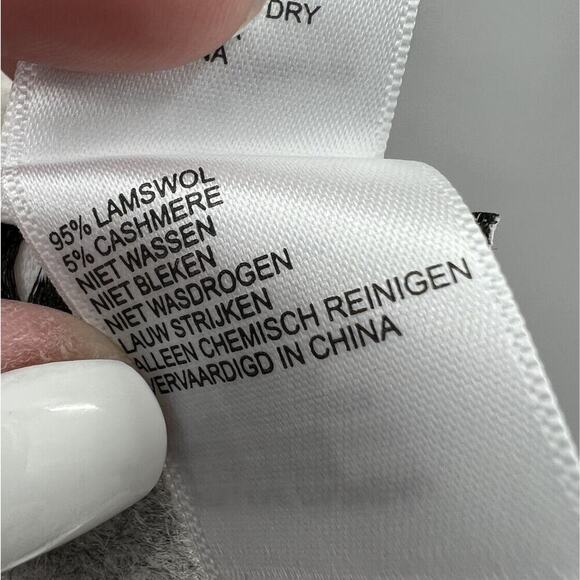 DRY
95% LAMSWOL
5% CASHMERE
NIET WASSEN
NIET BLEKEN
NIET WASDROGEN
LAUW STRIJKEN
ALLEEN CHEMISCH REINIGEN
VERVAARDIGD IN CHINA